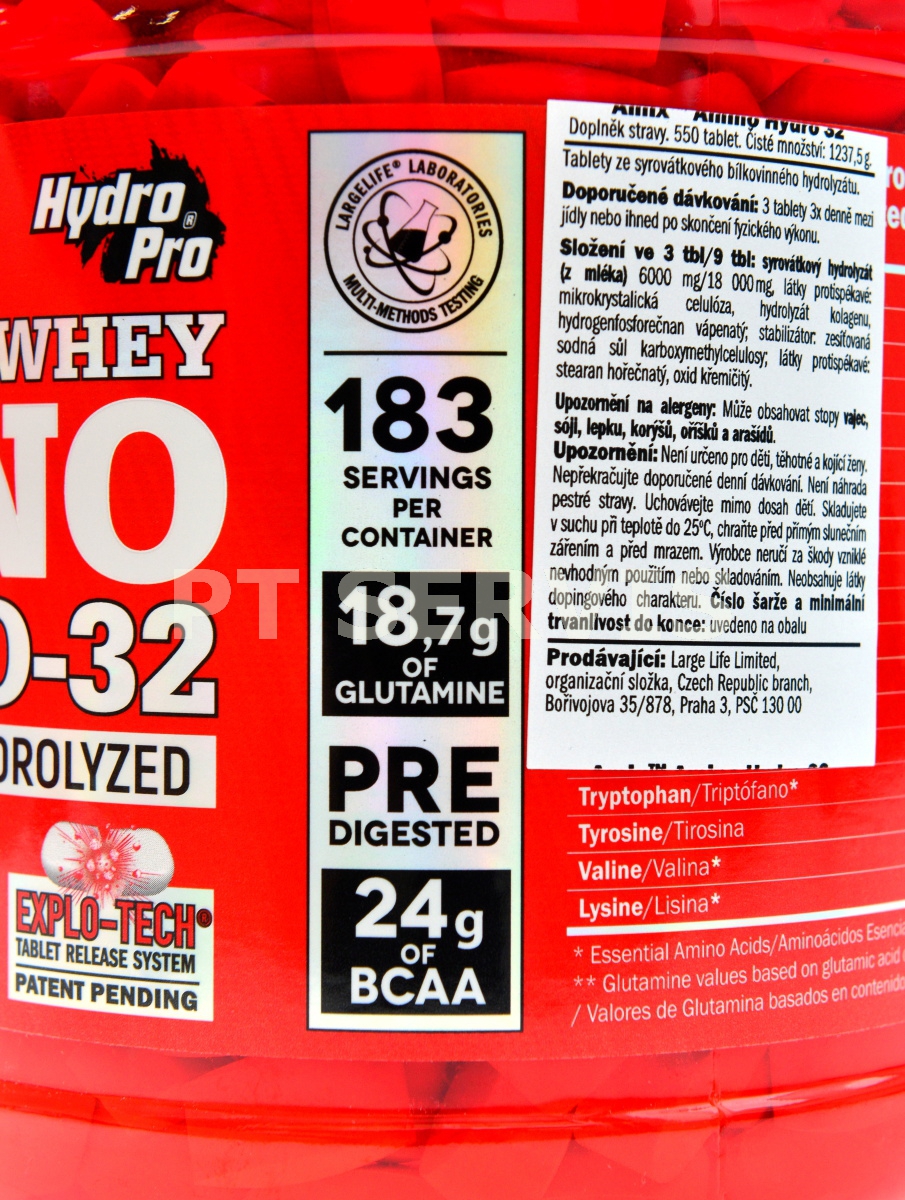 Hydro
Pro®
WHEY
NO
O-32
DROLYZED
EXPLO-TECH®
TABLET RELEASE SYSTEM
PATENT PENDING
LARGELIFE® LABORATORIES
MULTI-METHODS TESTING
183
SERVINGS
PER
CONTAINER
18,7g
OF
GLUTAMINE
PRE
DIGESTED
24g
OF
BCAA
Amix™ Amino Hydro 32
Doplněk stravy. 550 tablet. Čisté množství: 1237,5 g.
Tablety ze syrovátkového bílkovinného hydrolyzátu.
Doporučené dávkování: 3 tablety 3x denně mezi
jídly nebo ihned po skončení fyzického výkonu.
Složení ve 3 tbl/9 tbl: syrovátkový hydrolyzát
(z mléka) 6000 mg/18 000 mg, látky protispékavé:
mikrokrystalická celulóza, hydrolyzát kolagenu,
hydrogenfosforečnan vápenatý; stabilizátor: zesíťovaná
sodná sůl karboxymethylcelulosy; látky protispékavé:
stearan hořečnatý, oxid křemičitý.
Upozornění na alergeny: Může obsahovat stopy vajec,
sóji, lepku, korýšů, oříšků a arašídů.
Upozornění: Není určeno pro děti, těhotné a kojící ženy.
Nepřekračujte doporučené denní dávkování. Není náhrada
pestré stravy. Uchovávejte mimo dosah dětí. Skladujete
v suchu při teplotě do 25°C, chraňte před přímým slunečním
zářením a před mrazem. Výrobce neručí za škody vzniklé
nevhodným použitím nebo skladováním. Neobsahuje látky
dopingového charakteru. Číslo šarže a minimální
trvanlivost do konce: uvedeno na obalu
Prodávající: Large Life Limited,
organizační složka, Czech Republic branch,
Bořivojova 35/878, Praha 3, PSČ 130 00
Tryptophan/Triptófano*
Tyrosine/Tirosina
Valine/Valina*
Lysine/Lisina*
* Essential Amino Acids/Aminoácidos Esencia
** Glutamine values based on glutamic acid
/ Valores de Glutamina basados en contenido